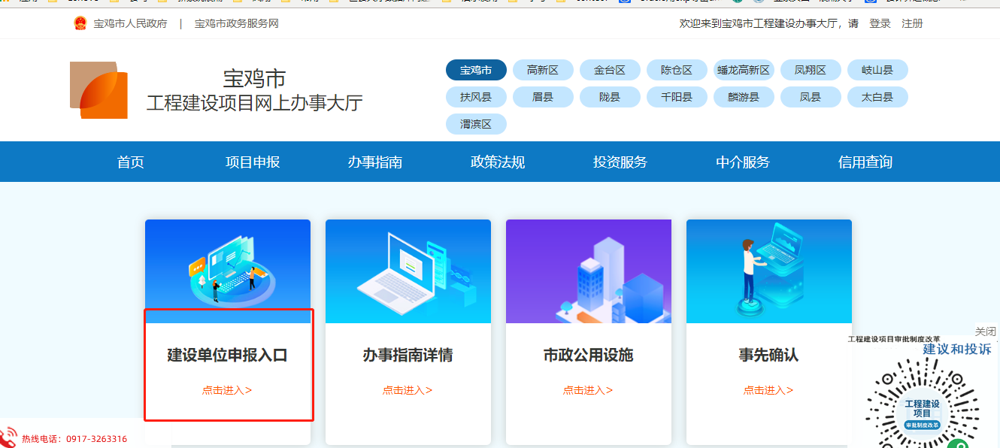 宝鸡市人民政府 | 宝鸡市政务服务网 欢迎来到宝鸡市工程建设办事大厅，请 登录 注册
宝鸡市
工程建设项目网上办事大厅
宝鸡市 高新区 金台区 陈仓区 蟠龙高新区 凤翔区 岐山县
扶风县 眉县 陇县 千阳县 麟游县 凤县 太白县
渭滨区
首页 项目申报 办事指南 政策法规 投资服务 中介服务 信用查询
建设单位申报入口 办事指南详情 市政公用设施 事先确认
点击进入> 点击进入> 点击进入> 点击进入>
关闭
工程建设项目审批制度改革
建议和投诉
工程建设
项目
审批制度改革
热线电话：0917-3263316